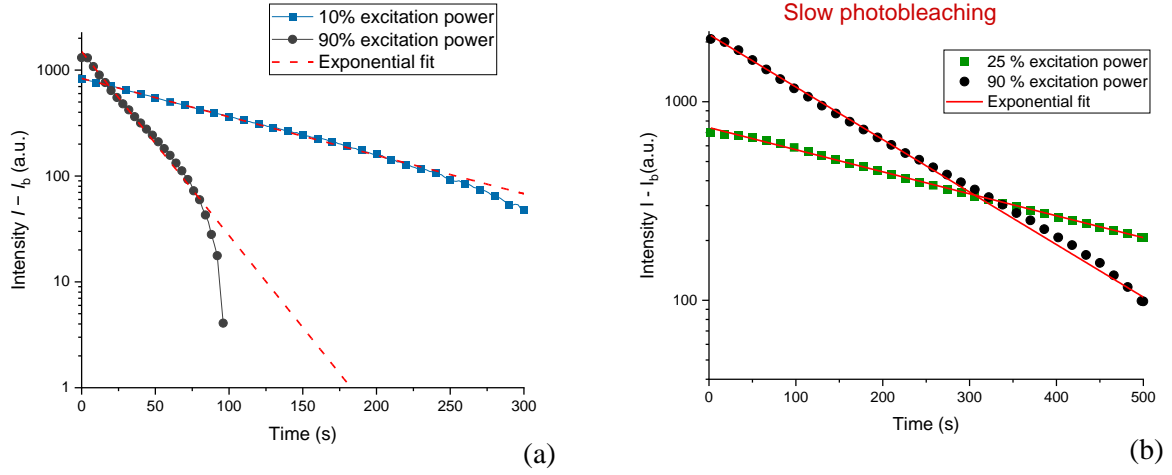 10% excitation power
90% excitation power
Exponential fit
1000
100
10
1
0
50
100
150
200
250
300
Intensity I – I_b (a.u.)
Time (s)
(a)
Slow photobleaching
25 % excitation power
90 % excitation power
Exponential fit
1000
100
0
100
200
300
400
500
Intensity I - I_b(a.u.)
Time (s)
(b)